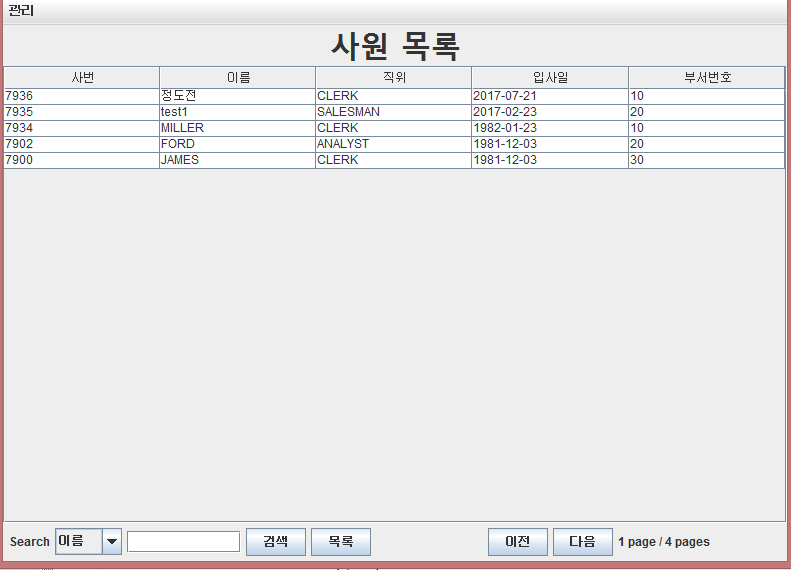 관리
사원 목록
사번 이름 직위 입사일 부서번호
7936 정도전 CLERK 2017-07-21 10
7935 test1 SALESMAN 2017-02-23 20
7934 MILLER CLERK 1982-01-23 10
7902 FORD ANALYST 1981-12-03 20
7900 JAMES CLERK 1981-12-03 30
Search 이름 검색 목록 이전 다음 1 page / 4 pages